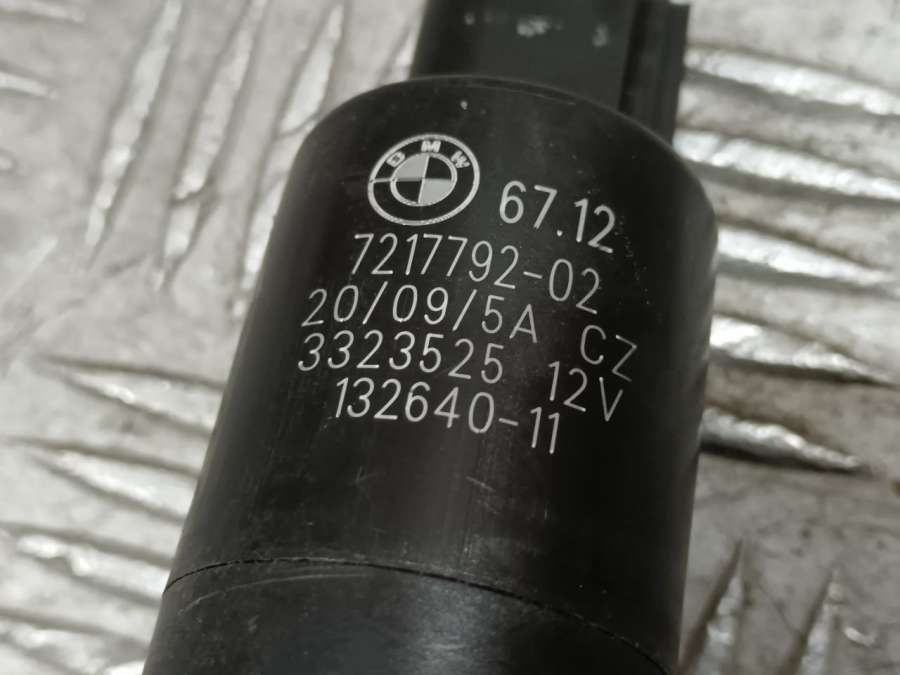 BMW 67.12
7217792-02
20/09/5A CZ
3323525 12V
132640-11